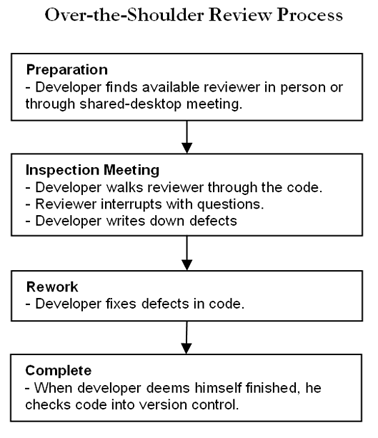 Over-the-Shoulder Review Process
Preparation
- Developer finds available reviewer in person or
through shared-desktop meeting.
Inspection Meeting
- Developer walks reviewer through the code.
- Reviewer interrupts with questions.
- Developer writes down defects
Rework
- Developer fixes defects in code.
Complete
- When developer deems himself finished, he
checks code into version control.